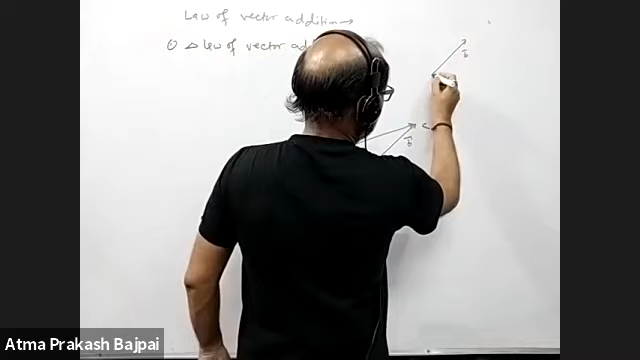 Law of vector addition→
① △ law of vector ad
b
C
b
Atma Prakash Bajpai